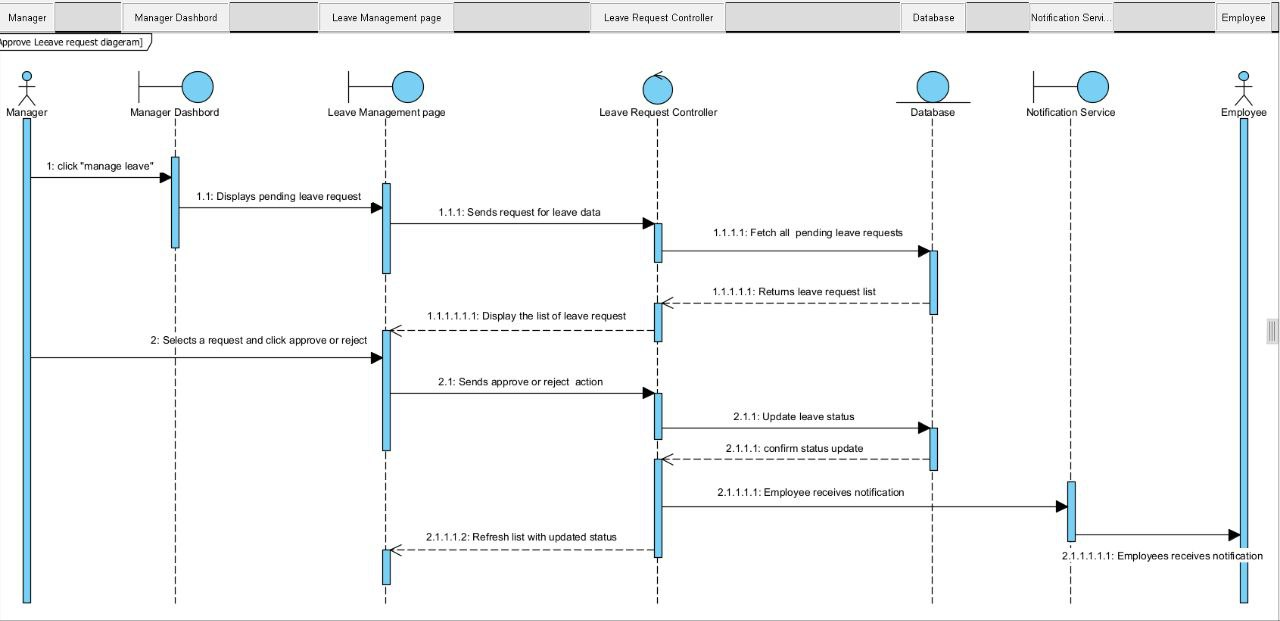 Manager
Manager Dashbord
Leave Management page
Leave Request Controller
Database
Notification Servi...
Employee
Approve Leeave request diageram]
Manager
Manager Dashbord
Leave Management page
Leave Request Controller
Database
Notification Service
Employee
1: click "manage leave"
1.1: Displays pending leave request
1.1.1: Sends request for leave data
1.1.1.1: Fetch all pending leave requests
1.1.1.1.1: Returns leave request list
1.1.1.1.1.1: Display the list of leave request
2: Selects a request and click approve or reject
2.1: Sends approve or reject action
2.1.1: Update leave status
2.1.1.1: confirm status update
2.1.1.1.1: Employee receives notification
2.1.1.1.2: Refresh list with updated status
2.1.1.1.1.1: Employees receives notification